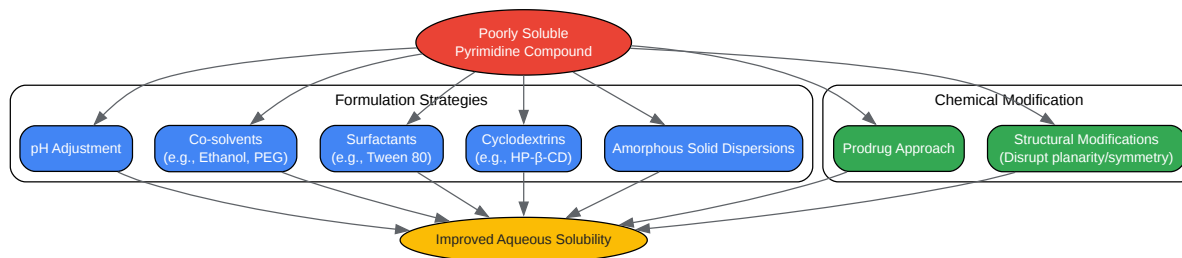 Poorly Soluble
Pyrimidine Compound
Formulation Strategies
Chemical Modification
pH Adjustment
Co-solvents
(e.g., Ethanol, PEG)
Surfactants
(e.g., Tween 80)
Cyclodextrins
(e.g., HP-β-CD)
Amorphous Solid Dispersions
Prodrug Approach
Structural Modifications
(Disrupt planarity/symmetry)
Improved Aqueous Solubility